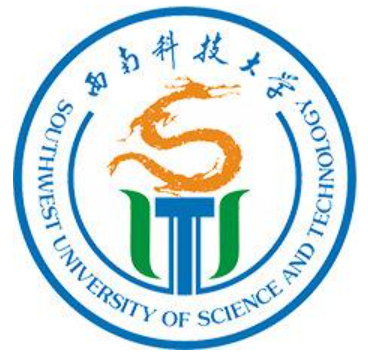 西南科技大学
SOUTHWEST UNIVERSITY OF SCIENCE AND TECHNOLOGY